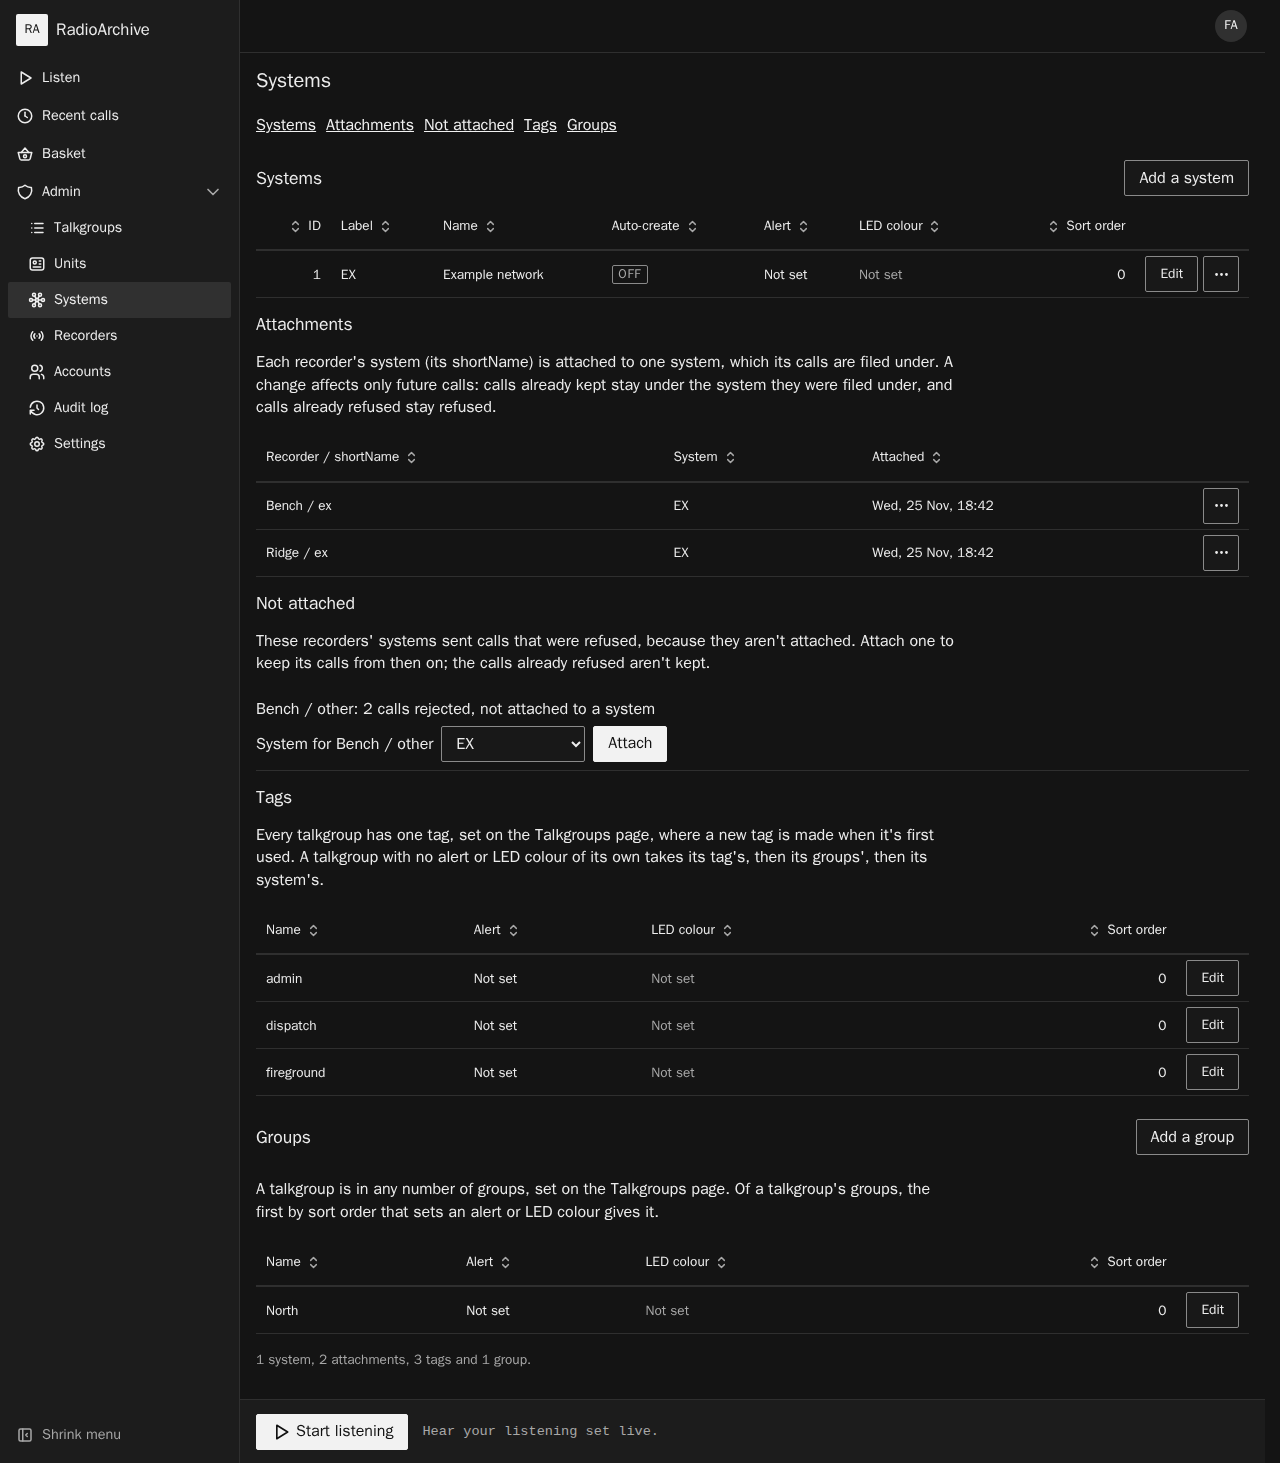 RA RadioArchive
FA
Listen
Recent calls
Basket
Admin
Talkgroups
Units
Systems
Recorders
Accounts
Audit log
Settings
Shrink menu
Systems
Systems Attachments Not attached Tags Groups
Systems Add a system
ID Label Name Auto-create Alert LED colour Sort order
1 EX Example network OFF Not set Not set 0 Edit
Attachments
Each recorder's system (its shortName) is attached to one system, which its calls are filed under. A
change affects only future calls: calls already kept stay under the system they were filed under, and
calls already refused stay refused.
Recorder / shortName System Attached
Bench / ex EX Wed, 25 Nov, 18:42
Ridge / ex EX Wed, 25 Nov, 18:42
Not attached
These recorders' systems sent calls that were refused, because they aren't attached. Attach one to
keep its calls from then on; the calls already refused aren't kept.
Bench / other: 2 calls rejected, not attached to a system
System for Bench / other EX Attach
Tags
Every talkgroup has one tag, set on the Talkgroups page, where a new tag is made when it's first
used. A talkgroup with no alert or LED colour of its own takes its tag's, then its groups', then its
system's.
Name Alert LED colour Sort order
admin Not set Not set 0 Edit
dispatch Not set Not set 0 Edit
fireground Not set Not set 0 Edit
Groups Add a group
A talkgroup is in any number of groups, set on the Talkgroups page. Of a talkgroup's groups, the
first by sort order that sets an alert or LED colour gives it.
Name Alert LED colour Sort order
North Not set Not set 0 Edit
1 system, 2 attachments, 3 tags and 1 group.
Start listening Hear your listening set live.